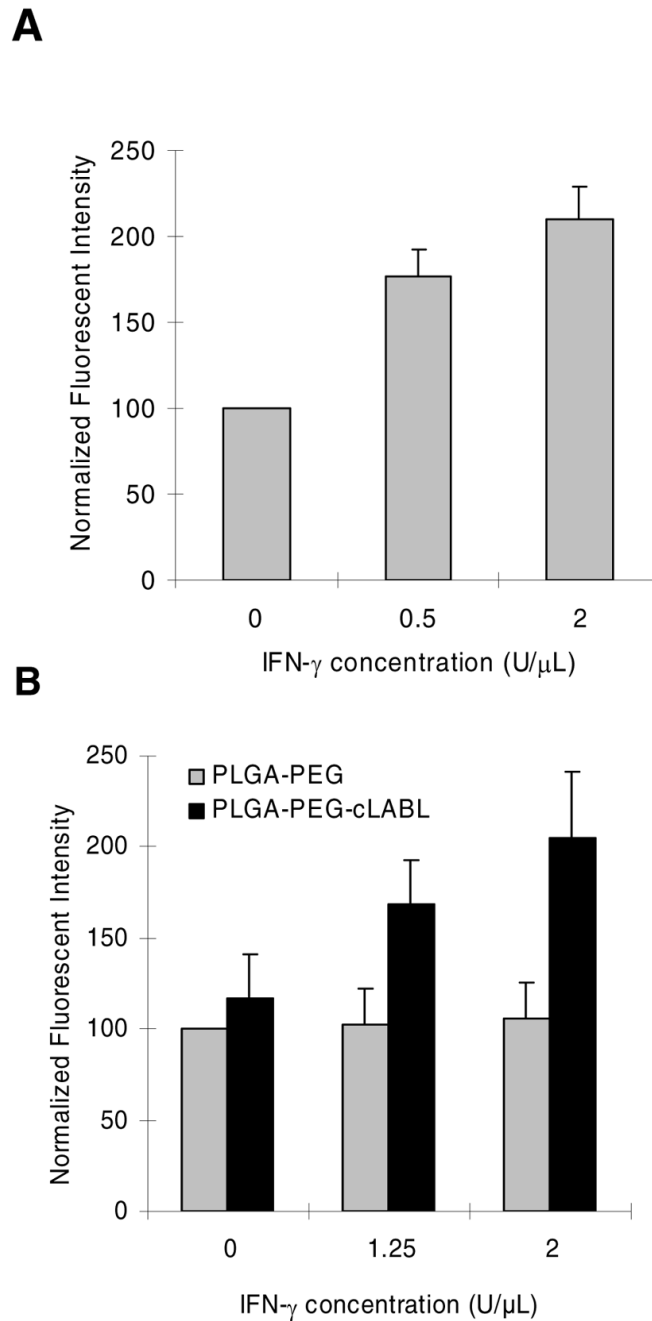 A
Normalized Fluorescent Intensity
250
200
150
100
50
0
0 0.5 2
IFN-γ concentration (U/μL)
B
Normalized Fluorescent Intensity
250
200
150
100
50
0
PLGA-PEG
PLGA-PEG-cLABL
0 1.25 2
IFN-γ concentration (U/µL)